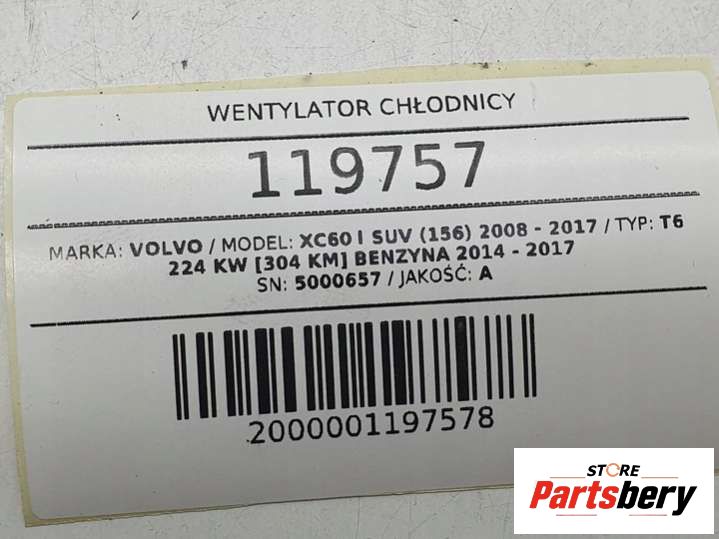 WENTYLATOR CHŁODNICY
119757
MARKA: VOLVO / MODEL: XC60 I SUV (156) 2008 - 2017 / TYP: T6
224 KW [304 KM] BENZYNA 2014 - 2017
SN: 5000657 / JAKOŚĆ: A
2000001197578
STORE
Partsbery